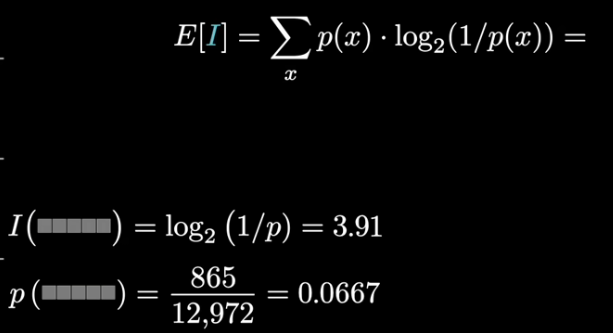 E[I] = ∑ₓ p(x) · log₂(1/p(x)) =
I(⬛⬛⬛⬛⬛) = log₂ (1/p) = 3.91
p(⬛⬛⬛⬛⬛) = 865/12,972 = 0.0667